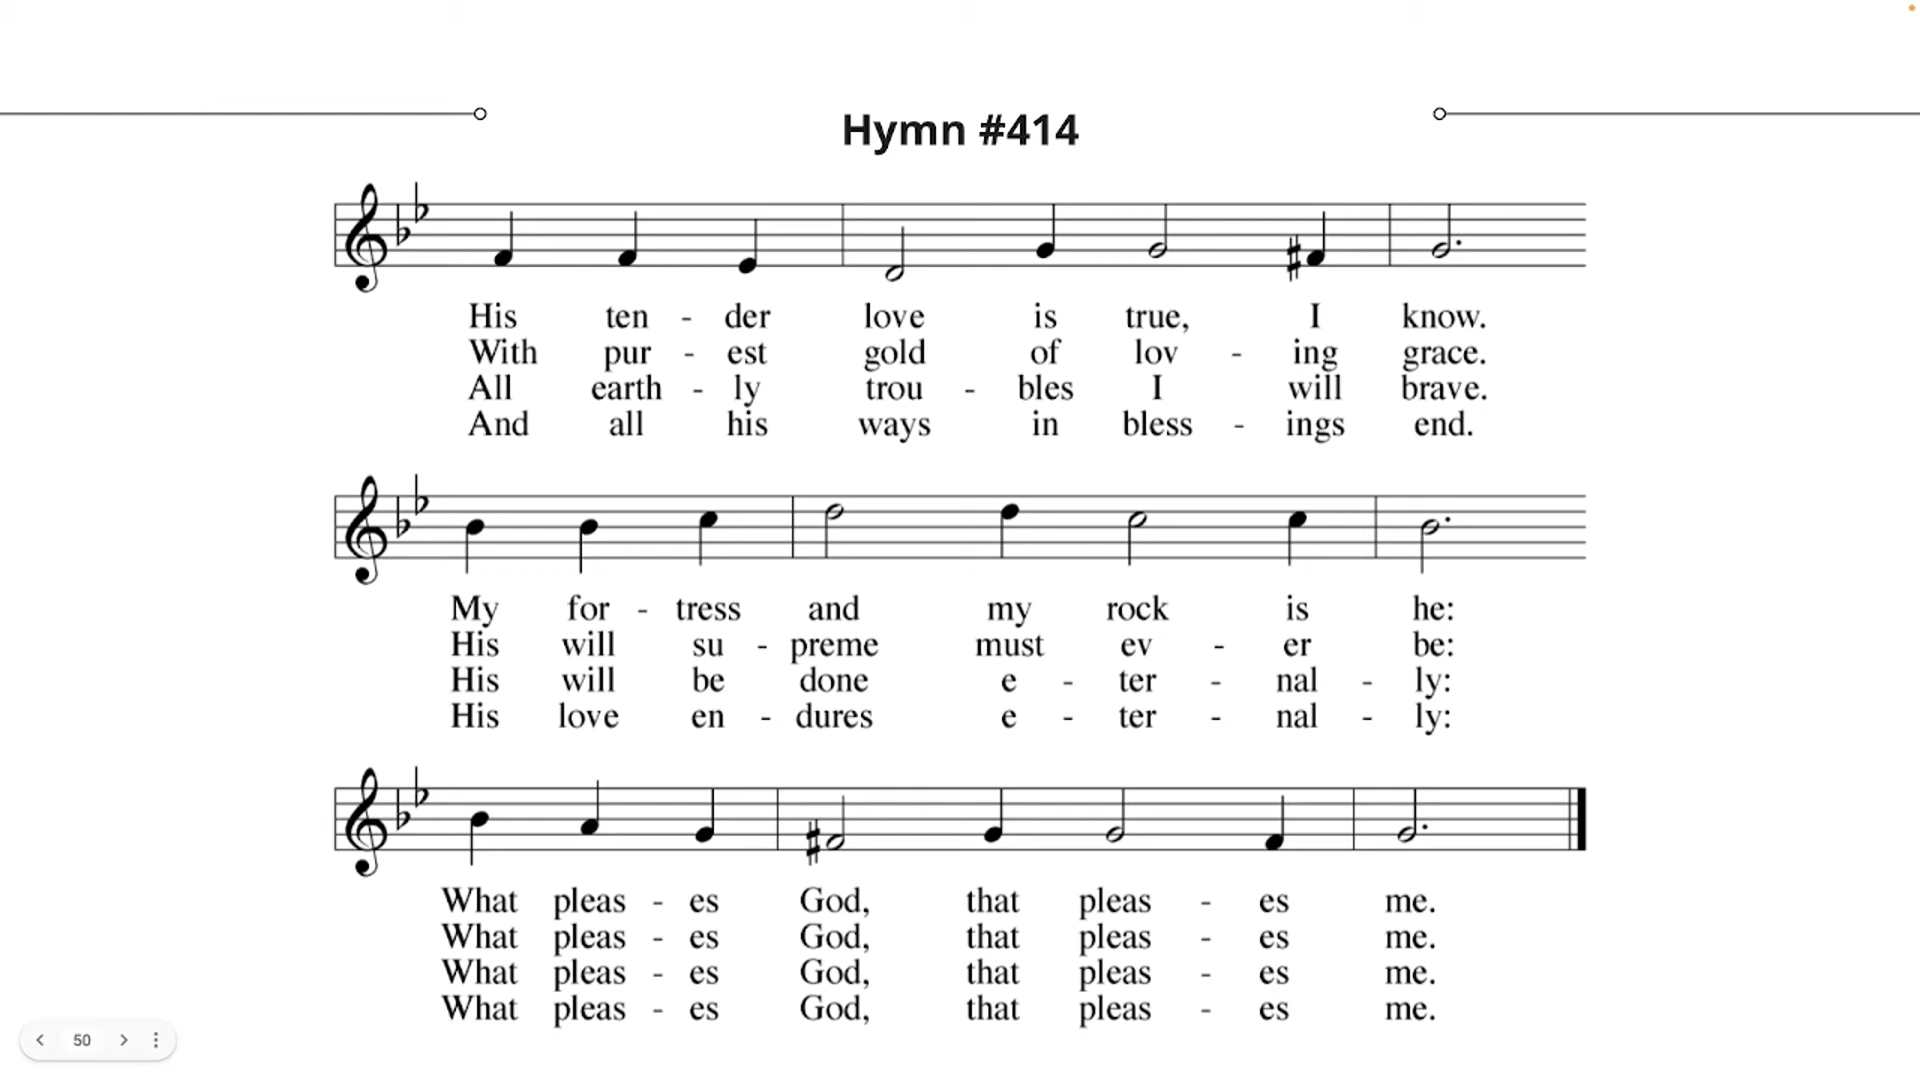 Hymn #414
His ten - der love is true, I know.
With pur - est gold of lov - ing grace.
All earth - ly trou - bles I will brave.
And all his ways in bless - ings end.
My for - tress and my rock is he:
His will su - preme must ev - er be:
His will be done e - ter - nal - ly:
His love en - dures e - ter - nal - ly:
What pleas - es God, that pleas - es me.
What pleas - es God, that pleas - es me.
What pleas - es God, that pleas - es me.
What pleas - es God, that pleas - es me.
50